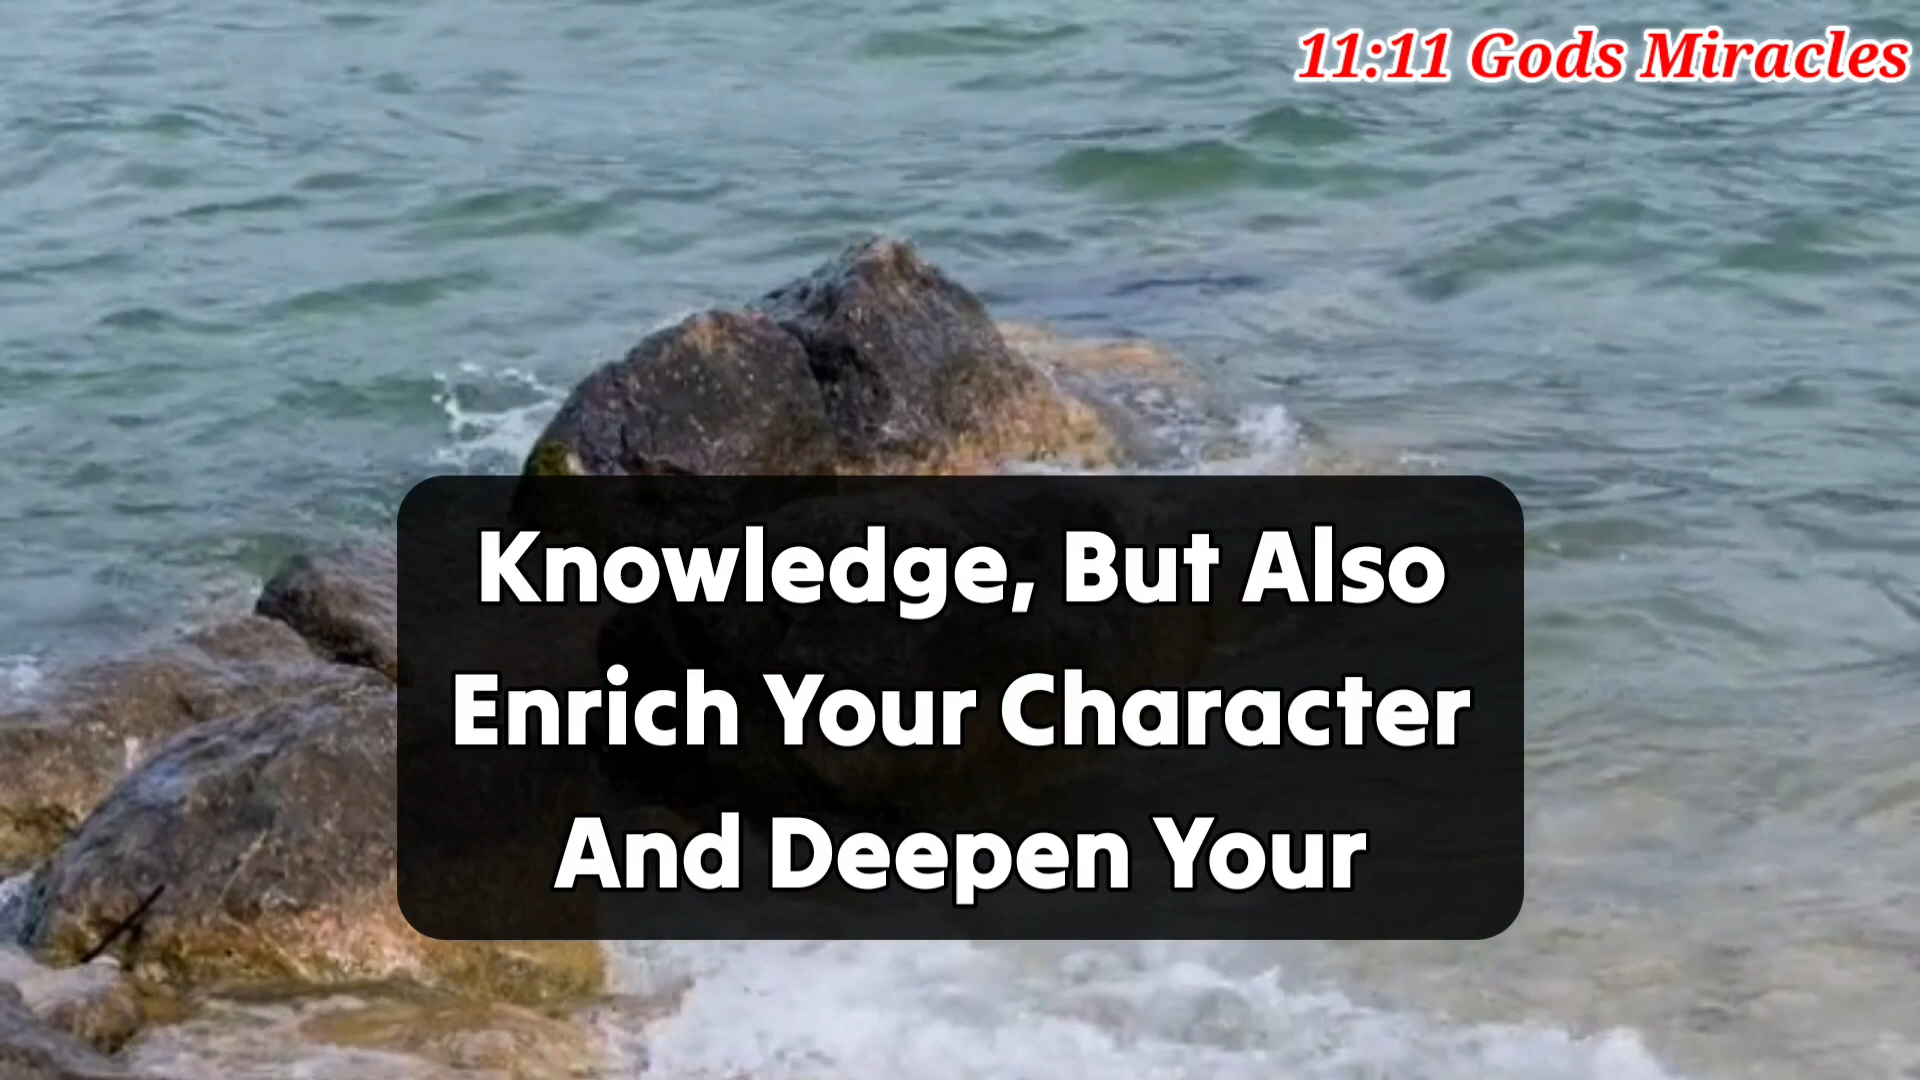 11:11 Gods Miracles
Knowledge, But Also
Enrich Your Character
And Deepen Your